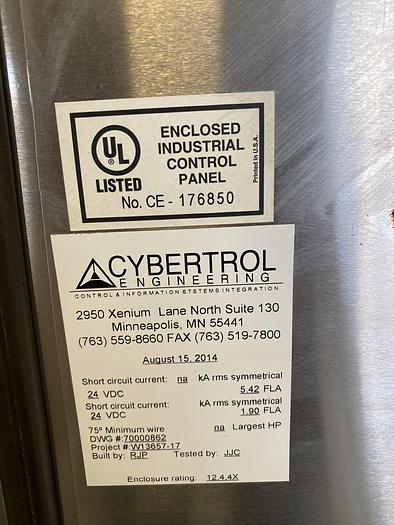 UL
LISTED
ENCLOSED
INDUSTRIAL
CONTROL
PANEL
No. CE - 176850
Printed in U.S.A.
CYBERTROL
ENGINEERING
CONTROL & INFORMATION SYSTEMS INTEGRATION
2950 Xenium Lane North Suite 130
Minneapolis, MN 55441
(763) 559-8660 FAX (763) 519-7800
August 15, 2014
Short circuit current: na kA rms symmetrical
24 VDC 5.42 FLA
Short circuit current: kA rms symmetrical
24 VDC 1.90 FLA
75º Minimum wire na Largest HP
DWG #:70000862
Project #:W13657-17
Built by: RJP Tested by: JJC
Enclosure rating: 12.4.4X